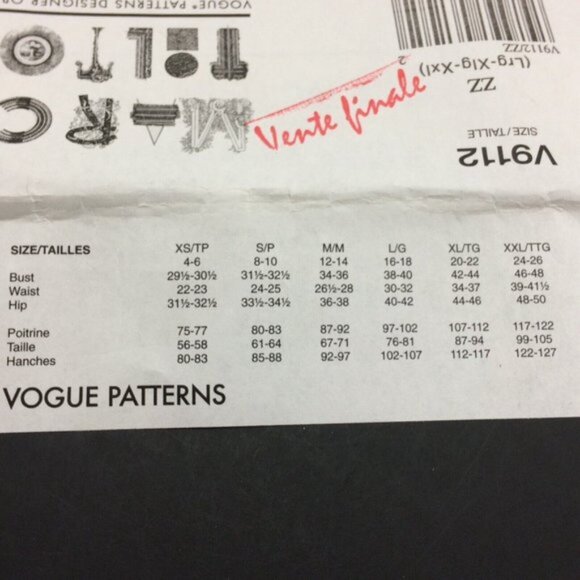 VOGUE® PATTERNS DESIGNER OR
V9112/ZZ
2
(Lrg-Xlg-Xxl)
ZZ
Vente finale
SIZE/TAILLE
V9112
SIZE/TAILLES XS/TP S/P M/M L/G XL/TG XXL/TTG
4-6 8-10 12-14 16-18 20-22 24-26
Bust 29½-30½ 31½-32½ 34-36 38-40 42-44 46-48
Waist 22-23 24-25 26½-28 30-32 34-37 39-41½
Hip 31½-32½ 33½-34½ 36-38 40-42 44-46 48-50
Poitrine 75-77 80-83 87-92 97-102 107-112 117-122
Taille 56-58 61-64 67-71 76-81 87-94 99-105
Hanches 80-83 85-88 92-97 102-107 112-117 122-127
VOGUE PATTERNS